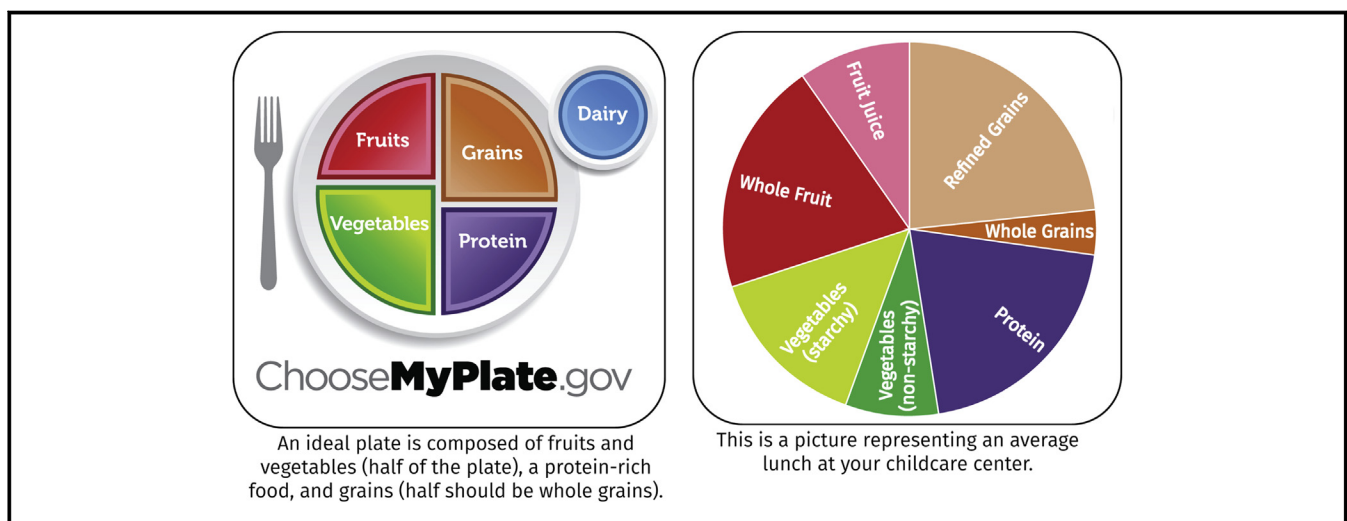 Fruits
Grains
Dairy
Vegetables
Protein
ChooseMyPlate.gov
An ideal plate is composed of fruits and
vegetables (half of the plate), a protein-rich
food, and grains (half should be whole grains).
Fruit Juice
Refined Grains
Whole Fruit
Whole Grains
Vegetables
(starchy)
Vegetables
(non-starchy)
Protein
This is a picture representing an average
lunch at your childcare center.